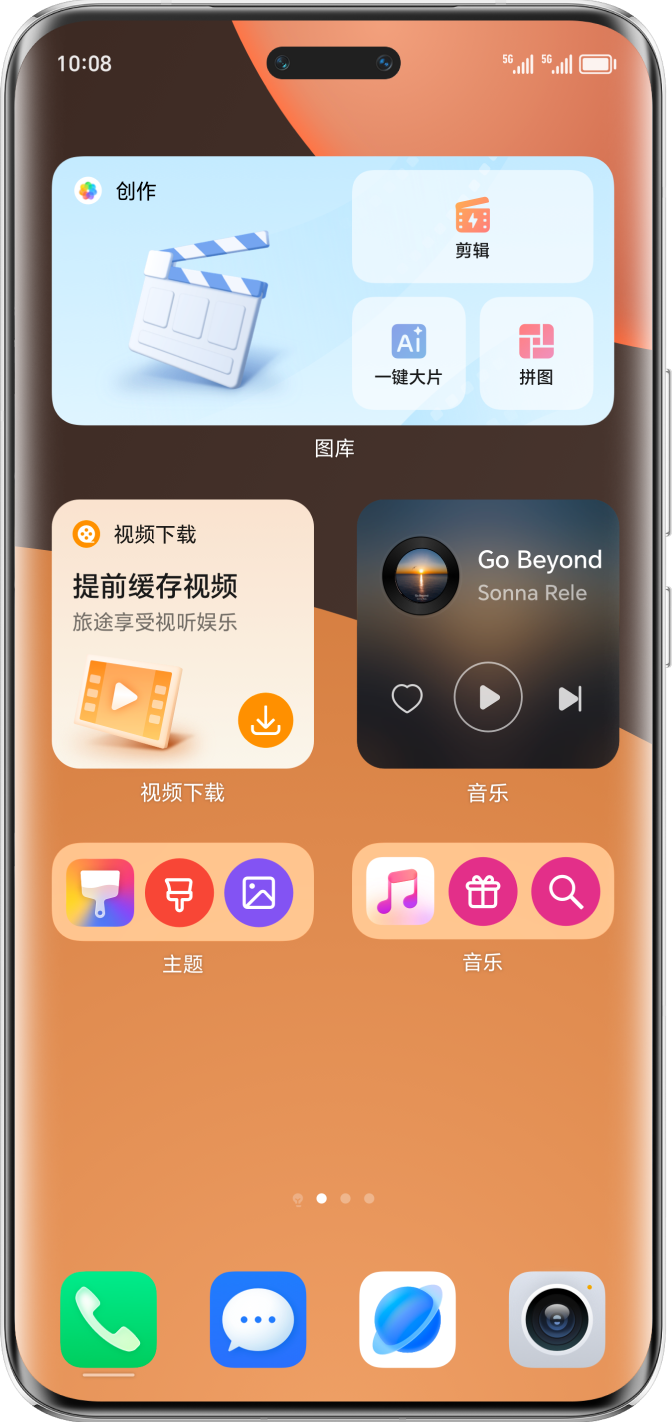 10:08
5G 5G
创作
剪辑
Ai
一键大片
拼图
图库
视频下载
提前缓存视频
旅途享受视听娱乐
Go Beyond
Sonna Rele
视频下载
音乐
主题
音乐